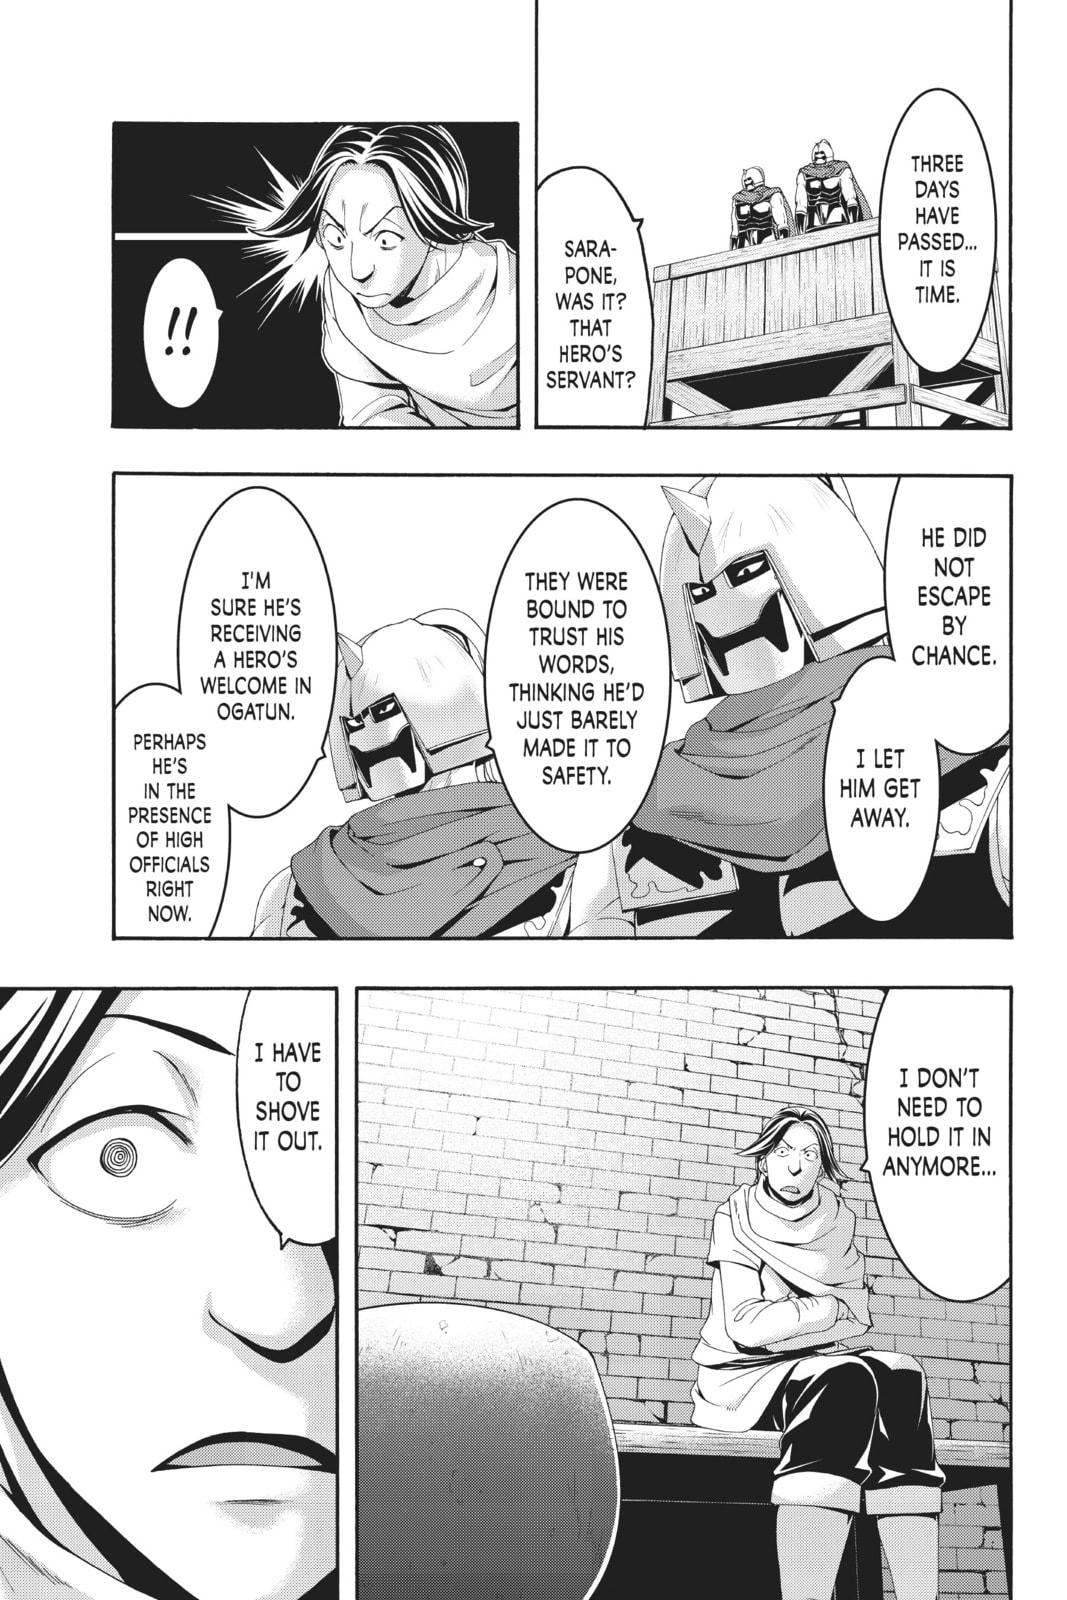 THREE
DAYS
HAVE
PASSED...
IT IS
TIME.
SARA-
PONE,
WAS IT?
THAT
HERO'S
SERVANT?
!!
HE DID
NOT
ESCAPE
BY
CHANCE.
I LET
HIM GET
AWAY.
THEY WERE
BOUND TO
TRUST HIS
WORDS,
THINKING HE'D
JUST BARELY
MADE IT TO
SAFETY.
I'M
SURE HE'S
RECEIVING
A HERO'S
WELCOME IN
OGATUN.
PERHAPS
HE'S
IN THE
PRESENCE
OF HIGH
OFFICIALS
RIGHT
NOW.
I DON'T
NEED TO
HOLD IT IN
ANYMORE...
I HAVE
TO
SHOVE
IT OUT.